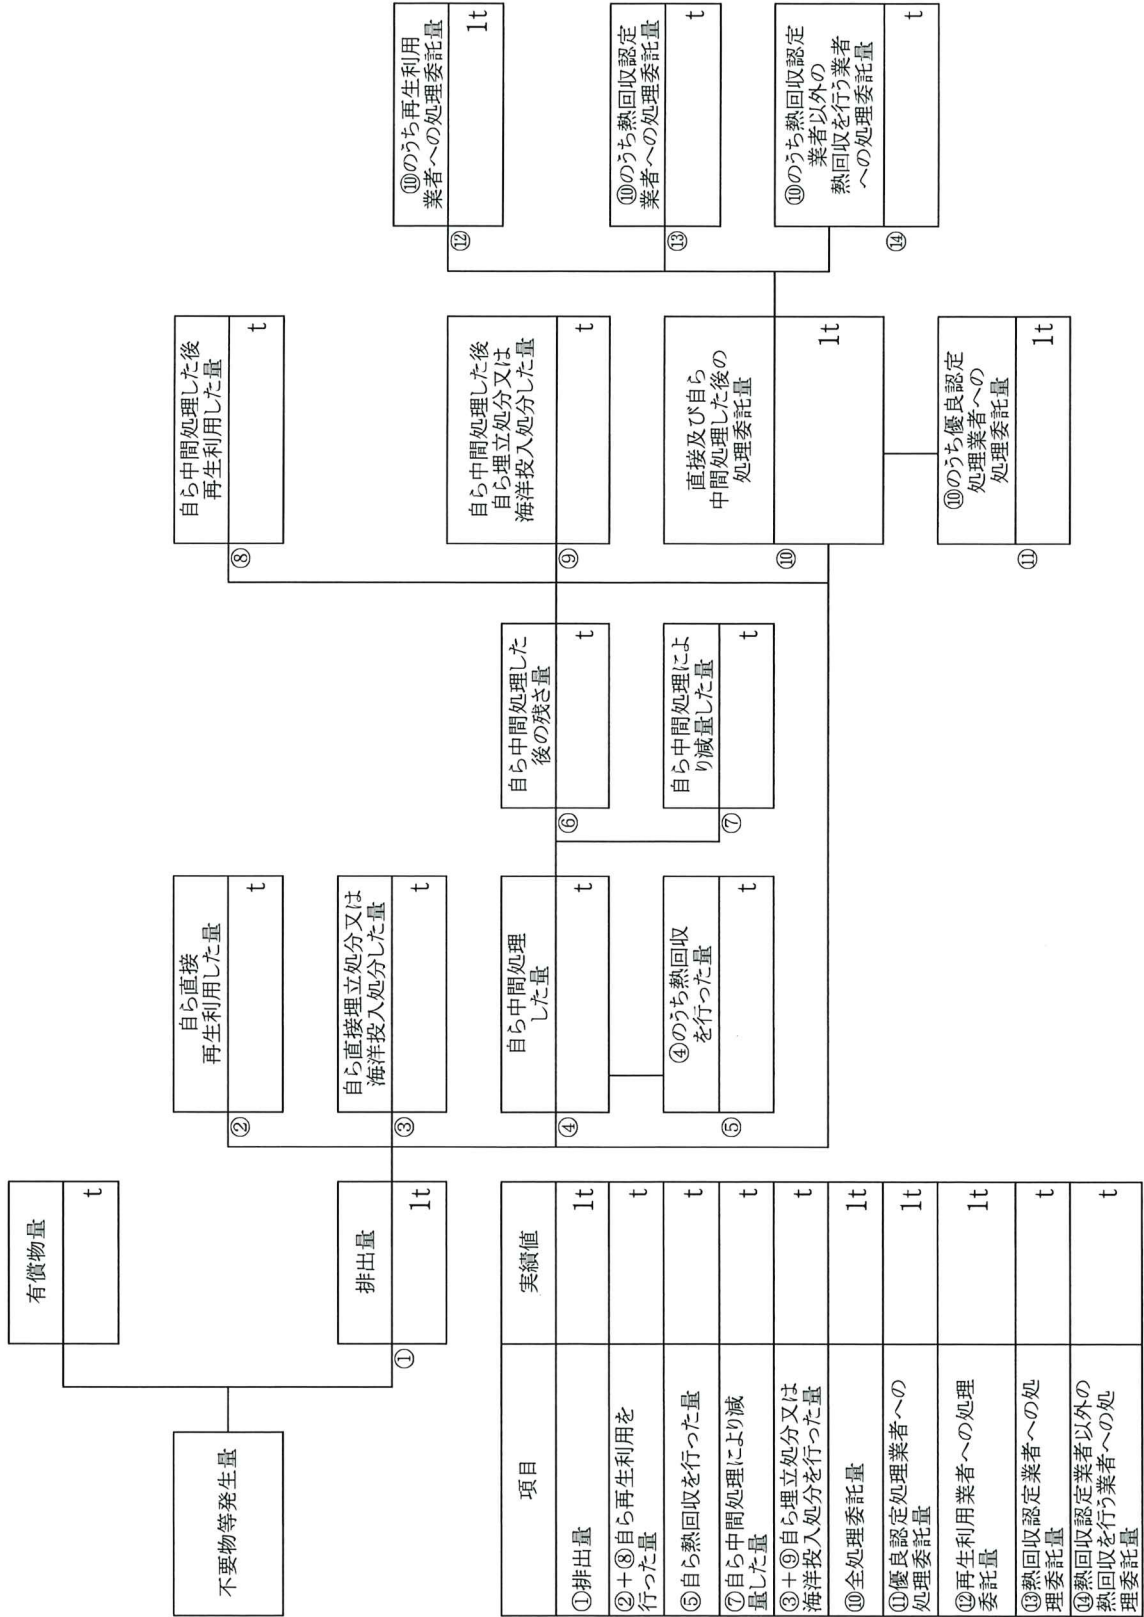 有償物量
t
不要物等発生量
排出量
①
1t
自ら直接
再生利用した量
②
t
自ら直接埋立処分又は
海洋投入処分した量
③
t
自ら中間処理
した量
④
t
④のうち熱回収
を行った量
⑤
t
自ら中間処理した
後の残さ量
⑥
t
自ら中間処理によ
り減量した量
⑦
t
自ら中間処理した後
再生利用した量
⑧
t
自ら中間処理した後
自ら埋立処分又は
海洋投入処分した量
⑨
t
直接及び自ら
中間処理した後の
処理委託量
⑩
1t
⑩のうち優良認定
処理業者への
処理委託量
⑪
1t
⑩のうち再生利用
業者への処理委託量
⑫
1t
⑩のうち熱回収認定
業者への処理委託量
⑬
t
⑩のうち熱回収認定
業者以外の
熱回収を行う業者
への処理委託量
⑭
t
項目
実績値
①排出量
1t
②+⑧自ら再生利用を
行った量
t
⑤自ら熱回収を行った量
t
⑦自ら中間処理により減
量した量
t
③+⑨自ら埋立処分又は
海洋投入処分を行った量
t
⑩全処理委託量
1t
⑪優良認定処理業者への
処理委託量
1t
⑫再生利用業者への処理
委託量
1t
⑬熱回収認定業者への処
理委託量
t
⑭熱回収認定業者以外の
熱回収を行う業者への処
理委託量
t